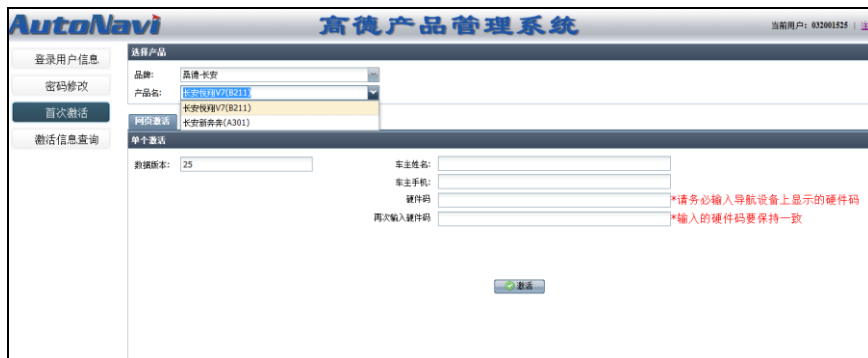 AutoNavi
高德产品管理系统
当前用户: 032001525 | 注
登录用户信息
密码修改
首次激活
激活信息查询
选择产品
品牌: 晶德-长安
产品名: 长安悦翔V7(B211)
长安悦翔V7(B211)
长安新奔奔(A301)
网页激活
单个激活
数据版本: 25
车主姓名:
车主手机:
硬件码 *请务必输入导航设备上显示的硬件码
再次输入硬件码 *输入的硬件码要保持一致
激活